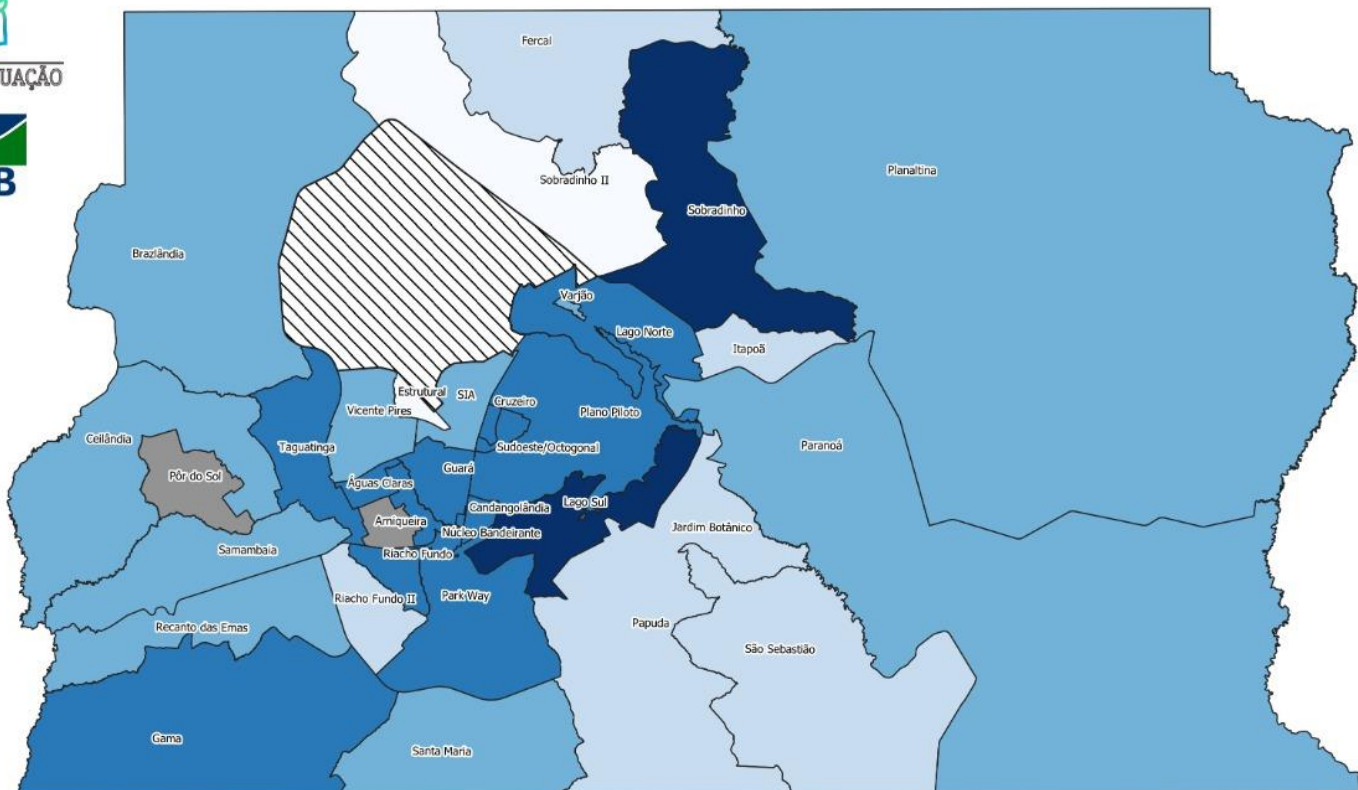 UAÇÃO
B
Fercal
Sobradinho II
Planaltina
Sobradinho
Brazlândia
Varjão
Lago Norte
Itapoã
Estrutural
SIA
Cruzeiro
Vicente Pires
Plano Piloto
Ceilândia
Taguatinga
Sudoeste/Octogonal
Paranoá
Pôr do Sol
Guará
Águas Claras
Candangolândia
Lago Sul
Arniqueira
Núcleo Bandeirante
Jardim Botânico
Samambaia
Riacho Fundo
Riacho Fundo II
Park Way
Recanto das Emas
Papuda
São Sebastião
Gama
Santa Maria